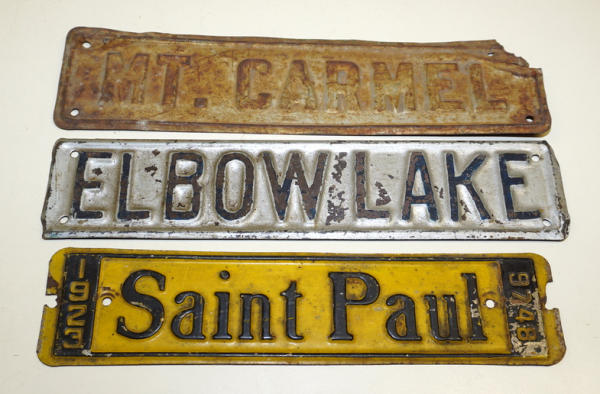 MT. CARMEL
ELBOW LAKE
1923
Saint Paul
9748